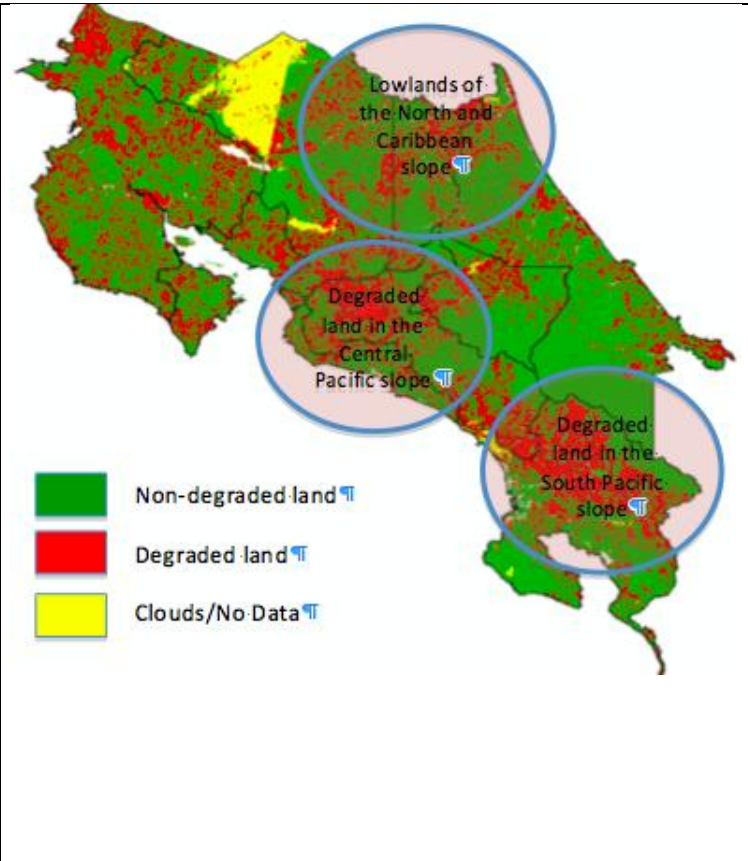 Lowlands of
the North and
Caribbean
slope¶
Degraded
land in the
Central
Pacific slope¶
Degraded
land in the
South Pacific
slope¶
Non-degraded·land¶
Degraded·land¶
Clouds/No·Data¶